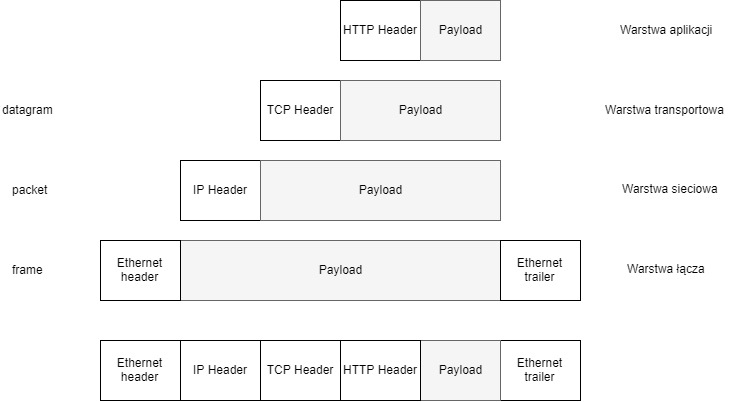 HTTP Header Payload Warstwa aplikacji
datagram TCP Header Payload Warstwa transportowa
packet IP Header Payload Warstwa sieciowa
frame Ethernet header Payload Ethernet trailer Warstwa łącza
Ethernet header IP Header TCP Header HTTP Header Payload Ethernet trailer